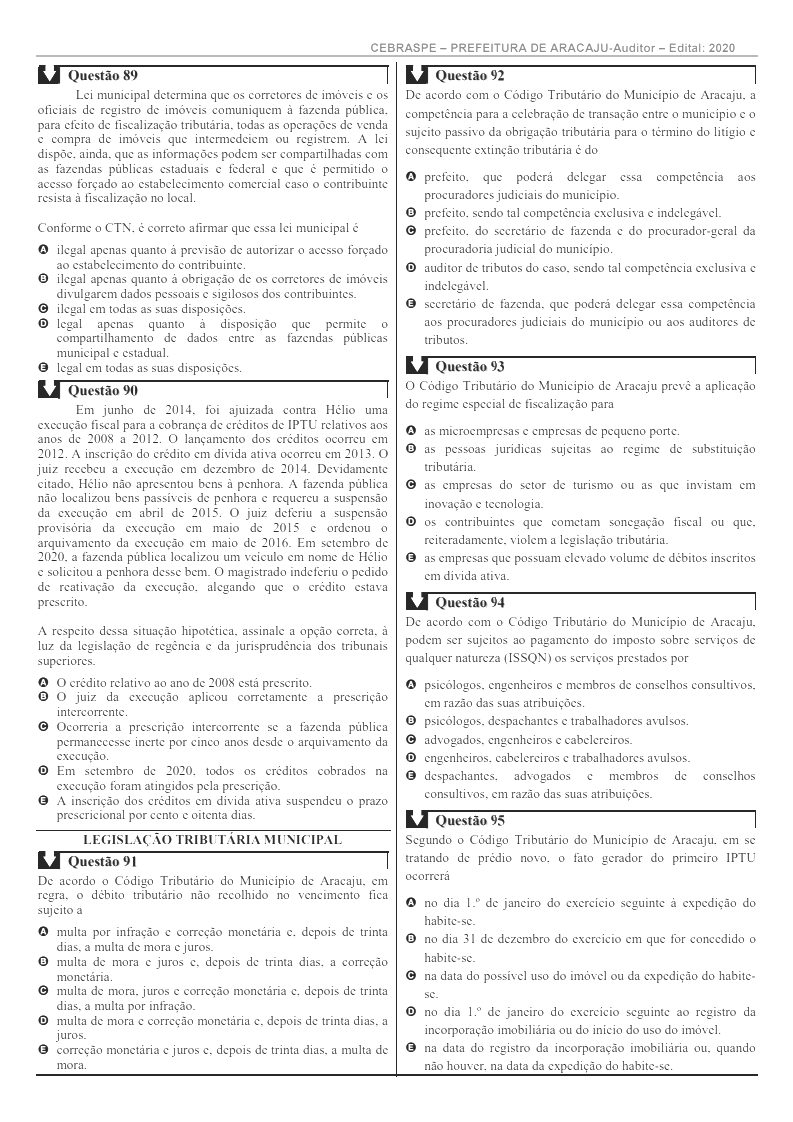 CEBRASPE – PREFEITURA DE ARACAJU-Auditor – Edital: 2020
Questão 89
Lei municipal determina que os corretores de imóveis e os
oficiais de registro de imóveis comuniquem à fazenda pública,
para efeito de fiscalização tributária, todas as operações de venda
e compra de imóveis que intermedeiem ou registrem. A lei
dispõe, ainda, que as informações podem ser compartilhadas com
as fazendas públicas estaduais e federal e que é permitido o
acesso forçado ao estabelecimento comercial caso o contribuinte
resista à fiscalização no local.
Conforme o CTN, é correto afirmar que essa lei municipal é
A ilegal apenas quanto à previsão de autorizar o acesso forçado
ao estabelecimento do contribuinte.
B ilegal apenas quanto à obrigação de os corretores de imóveis
divulgarem dados pessoais e sigilosos dos contribuintes.
C ilegal em todas as suas disposições.
D legal apenas quanto à disposição que permite o
compartilhamento de dados entre as fazendas públicas
municipal e estadual.
E legal em todas as suas disposições.
Questão 90
Em junho de 2014, foi ajuizada contra Hélio uma
execução fiscal para a cobrança de créditos de IPTU relativos aos
anos de 2008 a 2012. O lançamento dos créditos ocorreu em
2012. A inscrição do crédito em dívida ativa ocorreu em 2013. O
juiz recebeu a execução em dezembro de 2014. Devidamente
citado, Hélio não apresentou bens à penhora. A fazenda pública
não localizou bens passíveis de penhora e requereu a suspensão
da execução em abril de 2015. O juiz deferiu a suspensão
provisória da execução em maio de 2015 e ordenou o
arquivamento da execução em maio de 2016. Em setembro de
2020, a fazenda pública localizou um veículo em nome de Hélio
e solicitou a penhora desse bem. O magistrado indeferiu o pedido
de reativação da execução, alegando que o crédito estava
prescrito.
A respeito dessa situação hipotética, assinale a opção correta, à
luz da legislação de regência e da jurisprudência dos tribunais
superiores.
A O crédito relativo ao ano de 2008 está prescrito.
B O juiz da execução aplicou corretamente a prescrição
intercorrente.
C Ocorreria a prescrição intercorrente se a fazenda pública
permanecesse inerte por cinco anos desde o arquivamento da
execução.
D Em setembro de 2020, todos os créditos cobrados na
execução foram atingidos pela prescrição.
E A inscrição dos créditos em dívida ativa suspendeu o prazo
prescricional por cento e oitenta dias.
LEGISLAÇÃO TRIBUTÁRIA MUNICIPAL
Questão 91
De acordo o Código Tributário do Município de Aracaju, em
regra, o débito tributário não recolhido no vencimento fica
sujeito a
A multa por infração e correção monetária e, depois de trinta
dias, a multa de mora e juros.
B multa de mora e juros e, depois de trinta dias, a correção
monetária.
C multa de mora, juros e correção monetária e, depois de trinta
dias, a multa por infração.
D multa de mora e correção monetária e, depois de trinta dias, a
juros.
E correção monetária e juros e, depois de trinta dias, a multa de
mora.
Questão 92
De acordo com o Código Tributário do Município de Aracaju, a
competência para a celebração de transação entre o município e o
sujeito passivo da obrigação tributária para o término do litígio e
consequente extinção tributária é do
A prefeito, que poderá delegar essa competência aos
procuradores judiciais do município.
B prefeito, sendo tal competência exclusiva e indelegável.
C prefeito, do secretário de fazenda e do procurador-geral da
procuradoria judicial do município.
D auditor de tributos do caso, sendo tal competência exclusiva e
indelegável.
E secretário de fazenda, que poderá delegar essa competência
aos procuradores judiciais do município ou aos auditores de
tributos.
Questão 93
O Código Tributário do Município de Aracaju prevê a aplicação
do regime especial de fiscalização para
A as microempresas e empresas de pequeno porte.
B as pessoas jurídicas sujeitas ao regime de substituição
tributária.
C as empresas do setor de turismo ou as que invistam em
inovação e tecnologia.
D os contribuintes que cometam sonegação fiscal ou que,
reiteradamente, violem a legislação tributária.
E as empresas que possuam elevado volume de débitos inscritos
em dívida ativa.
Questão 94
De acordo com o Código Tributário do Município de Aracaju,
podem ser sujeitos ao pagamento do imposto sobre serviços de
qualquer natureza (ISSQN) os serviços prestados por
A psicólogos, engenheiros e membros de conselhos consultivos,
em razão das suas atribuições.
B psicólogos, despachantes e trabalhadores avulsos.
C advogados, engenheiros e cabelereiros.
D engenheiros, cabelereiros e trabalhadores avulsos.
E despachantes, advogados e membros de conselhos
consultivos, em razão das suas atribuições.
Questão 95
Segundo o Código Tributário do Município de Aracaju, em se
tratando de prédio novo, o fato gerador do primeiro IPTU
ocorrerá
A no dia 1.º de janeiro do exercício seguinte à expedição do
habite-se.
B no dia 31 de dezembro do exercício em que for concedido o
habite-se.
C na data do possível uso do imóvel ou da expedição do habite-
se.
D no dia 1.º de janeiro do exercício seguinte ao registro da
incorporação imobiliária ou do início do uso do imóvel.
E na data do registro da incorporação imobiliária ou, quando
não houver, na data da expedição do habite-se.